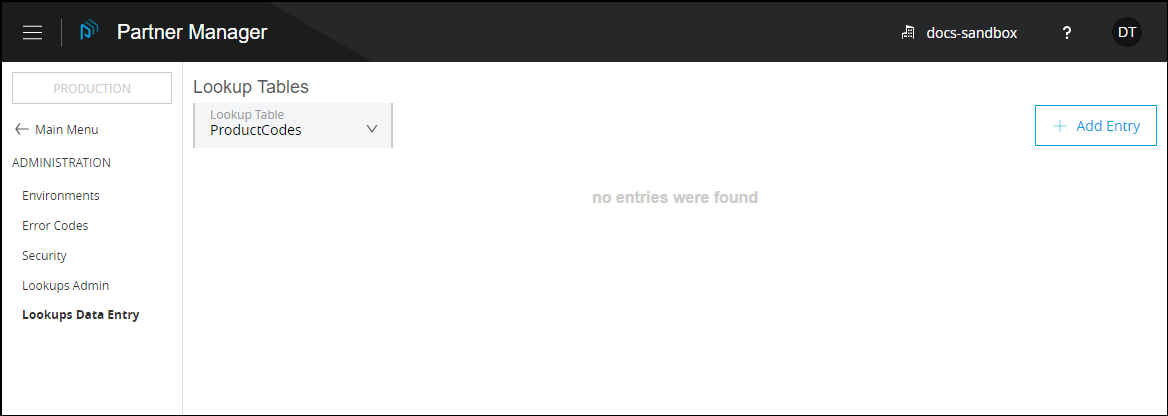 Partner Manager
docs-sandbox
?
DT
PRODUCTION
Main Menu
ADMINISTRATION
Environments
Error Codes
Security
Lookups Admin
Lookups Data Entry
Lookup Tables
Lookup Table
ProductCodes
+ Add Entry
no entries were found